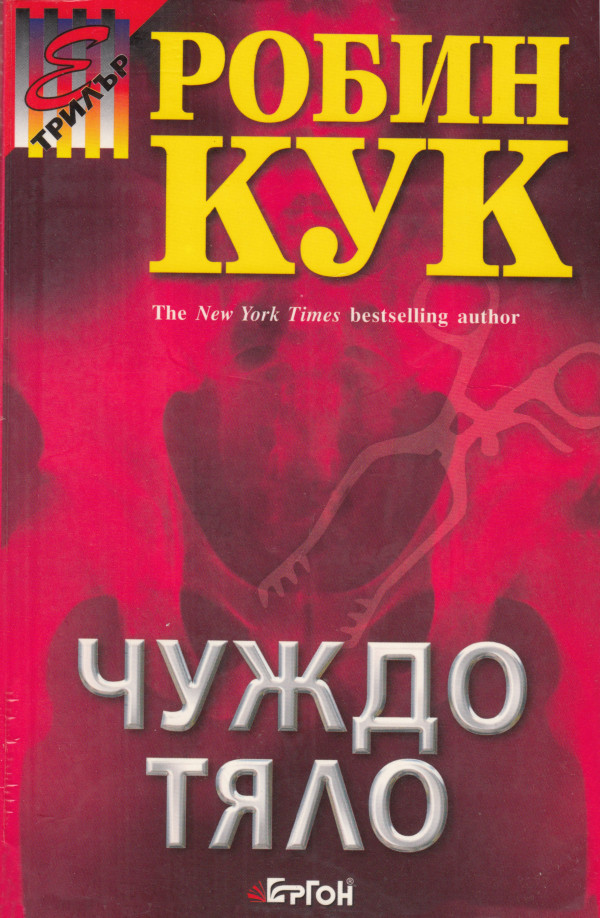 Е
ТРИЛЪР
РОБИН
КУК
The New York Times bestselling author
ЧУЖДО
ТЯЛО
ЕРГОН®